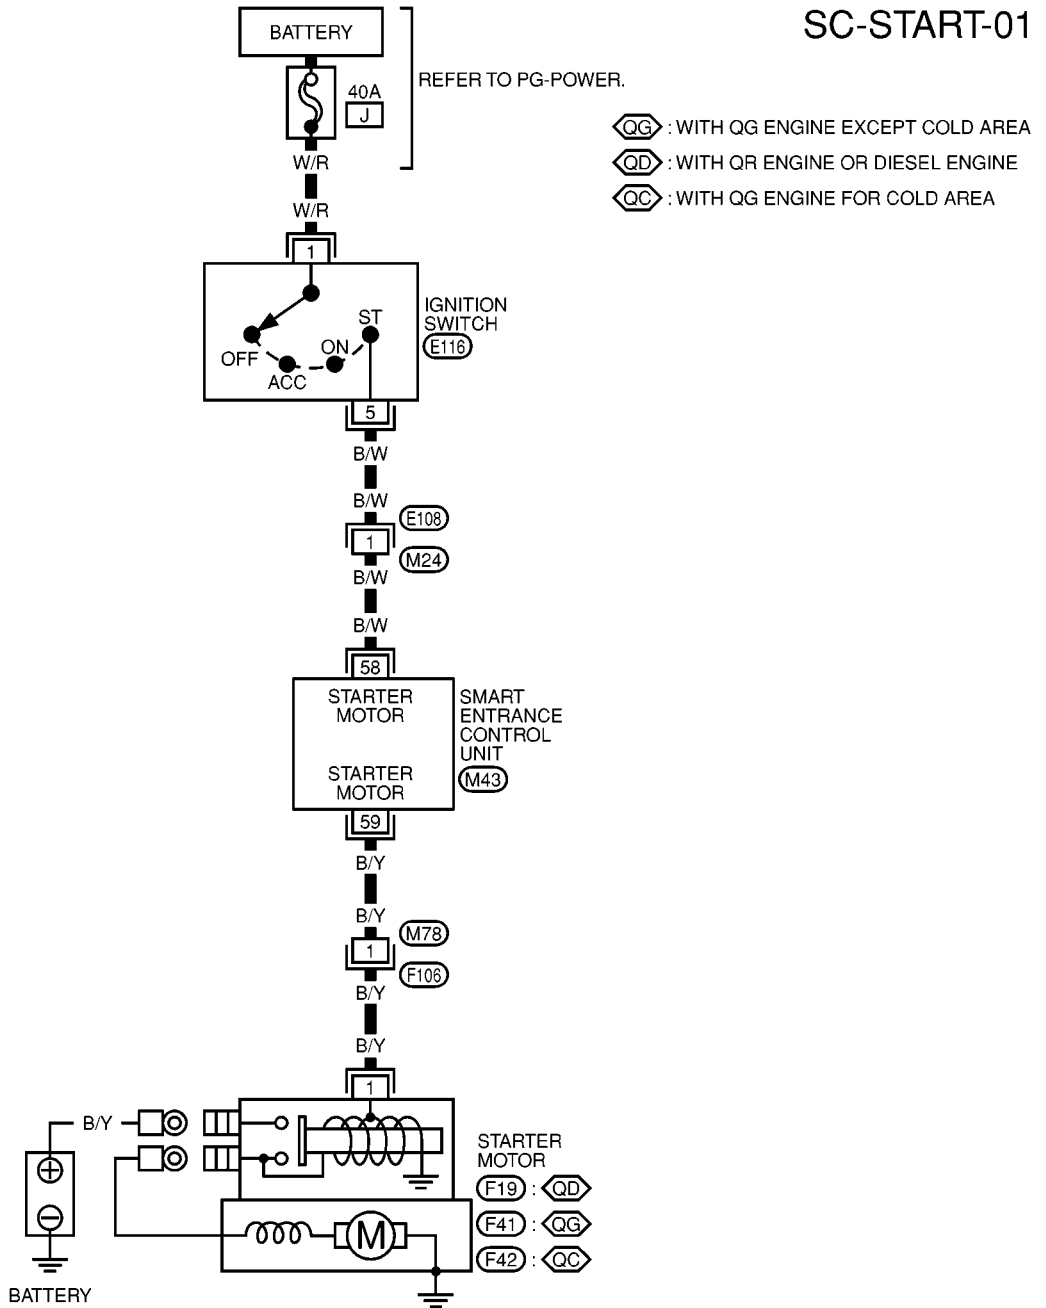 SC-START-01
BATTERY
REFER TO PG-POWER.
40A
J
W/R
W/R
QG : WITH QG ENGINE EXCEPT COLD AREA
QD : WITH QR ENGINE OR DIESEL ENGINE
QC : WITH QG ENGINE FOR COLD AREA
1
IGNITION
SWITCH
E116
ST
ON
OFF
ACC
5
B/W
B/W
E108
1
M24
B/W
B/W
58
STARTER
MOTOR
SMART
ENTRANCE
CONTROL
UNIT
M43
STARTER
MOTOR
59
B/Y
B/Y
M78
1
F106
B/Y
B/Y
1
B/Y
STARTER
MOTOR
F19 : QD
F41 : QG
F42 : QC
M
+
−
BATTERY